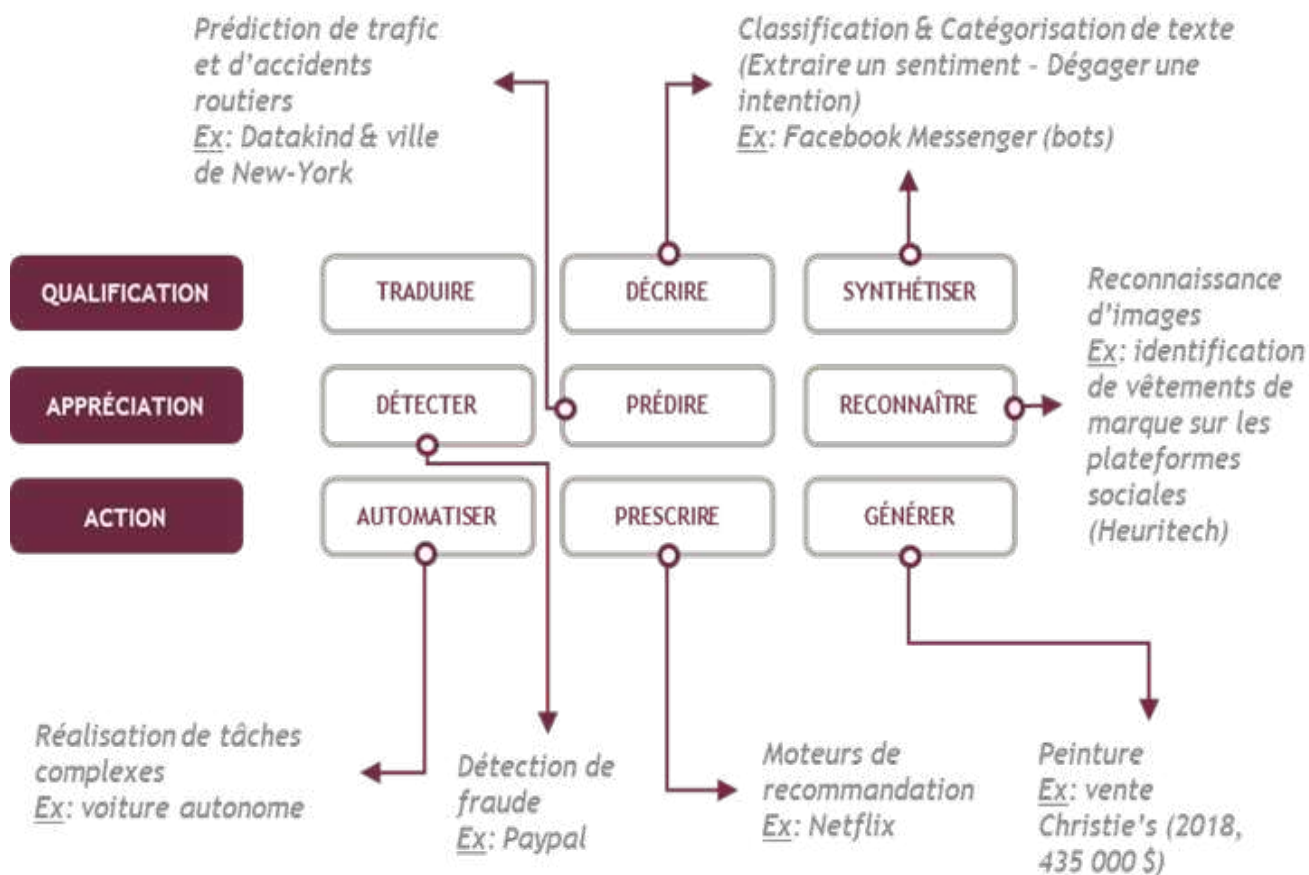 Prédiction de trafic
et d'accidents
routiers
Ex: Datakind & ville
de New-York
Classification & Catégorisation de texte
(Extraire un sentiment – Dégager une
intention)
Ex: Facebook Messenger (bots)
QUALIFICATION
TRADUIRE
DÉCRIRE
SYNTHÉTISER
APPRÉCIATION
DÉTECTER
PRÉDIRE
RECONNAÎTRE
ACTION
AUTOMATISER
PRESCRIRE
GÉNÉRER
Reconnaissance
d'images
Ex: identification
de vêtements de
marque sur les
plateformes
sociales
(Heuritech)
Réalisation de tâches
complexes
Ex: voiture autonome
Détection de
fraude
Ex: Paypal
Moteurs de
recommandation
Ex: Netflix
Peinture
Ex: vente
Christie's (2018,
435 000 $)